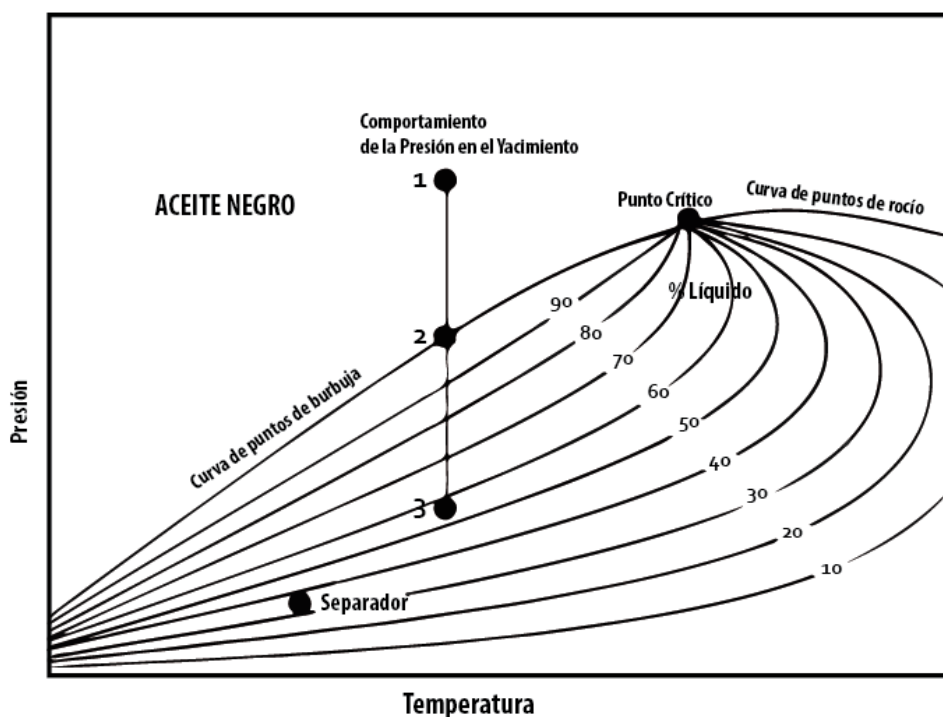 Comportamiento
de la Presión en el Yacimiento
1
ACEITE NEGRO
Punto Crítico
Curva de puntos de rocío
% Líquido
90
2
80
70
60
50
40
30
20
10
Curva de puntos de burbuja
3
Separador
Presión
Temperatura